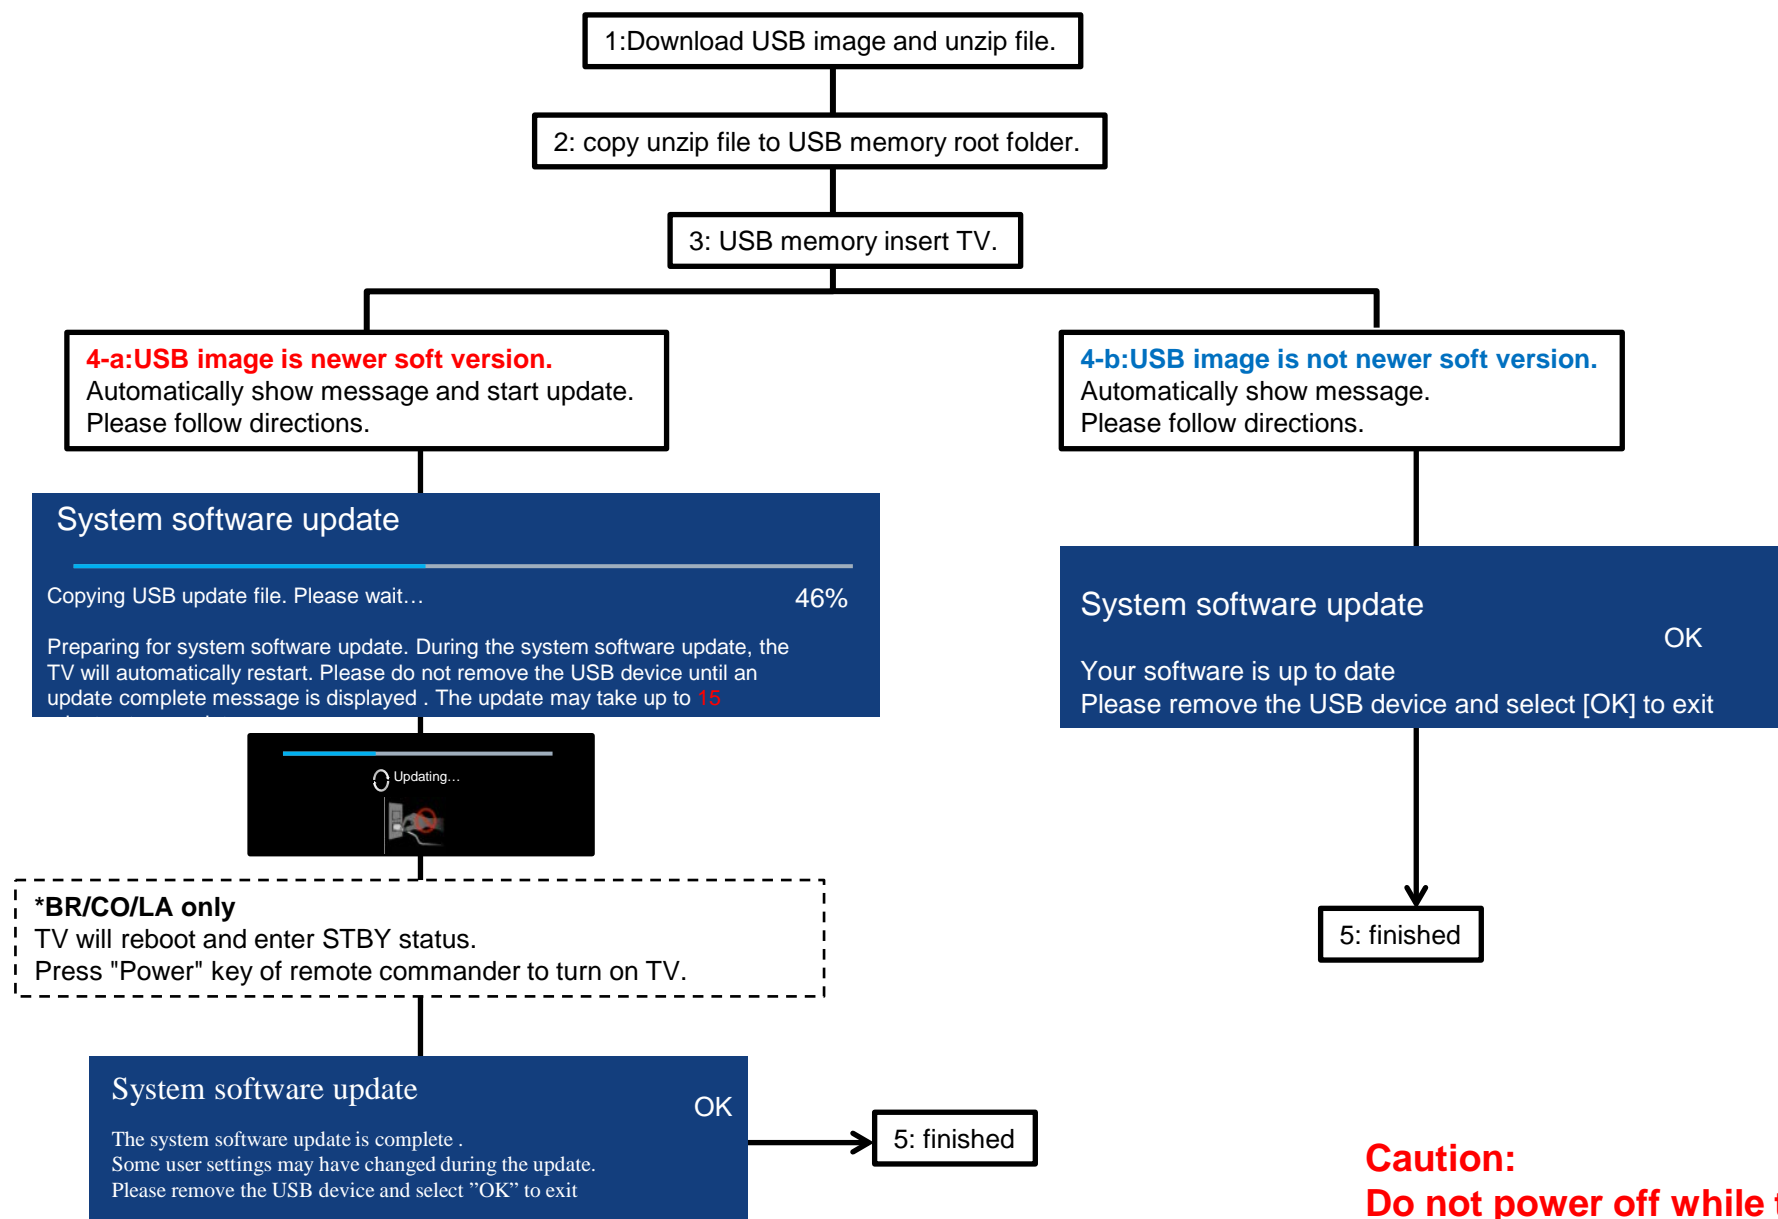 1:Download USB image and unzip file.
2: copy unzip file to USB memory root folder.
3: USB memory insert TV.
4-a:USB image is newer soft version.
Automatically show message and start update.
Please follow directions.
4-b:USB image is not newer soft version.
Automatically show message.
Please follow directions.
System software update
Copying USB update file. Please wait…
46%
Preparing for system software update. During the system software update, the
TV will automatically restart. Please do not remove the USB device until an
update complete message is displayed . The update may take up to 15
System software update
OK
Your software is up to date
Please remove the USB device and select [OK] to exit
Updating…
*BR/CO/LA only
TV will reboot and enter STBY status.
Press "Power" key of remote commander to turn on TV.
5: finished
System software update
OK
The system software update is complete .
Some user settings may have changed during the update.
Please remove the USB device and select ”OK” to exit
5: finished
Caution:
Do not power off while